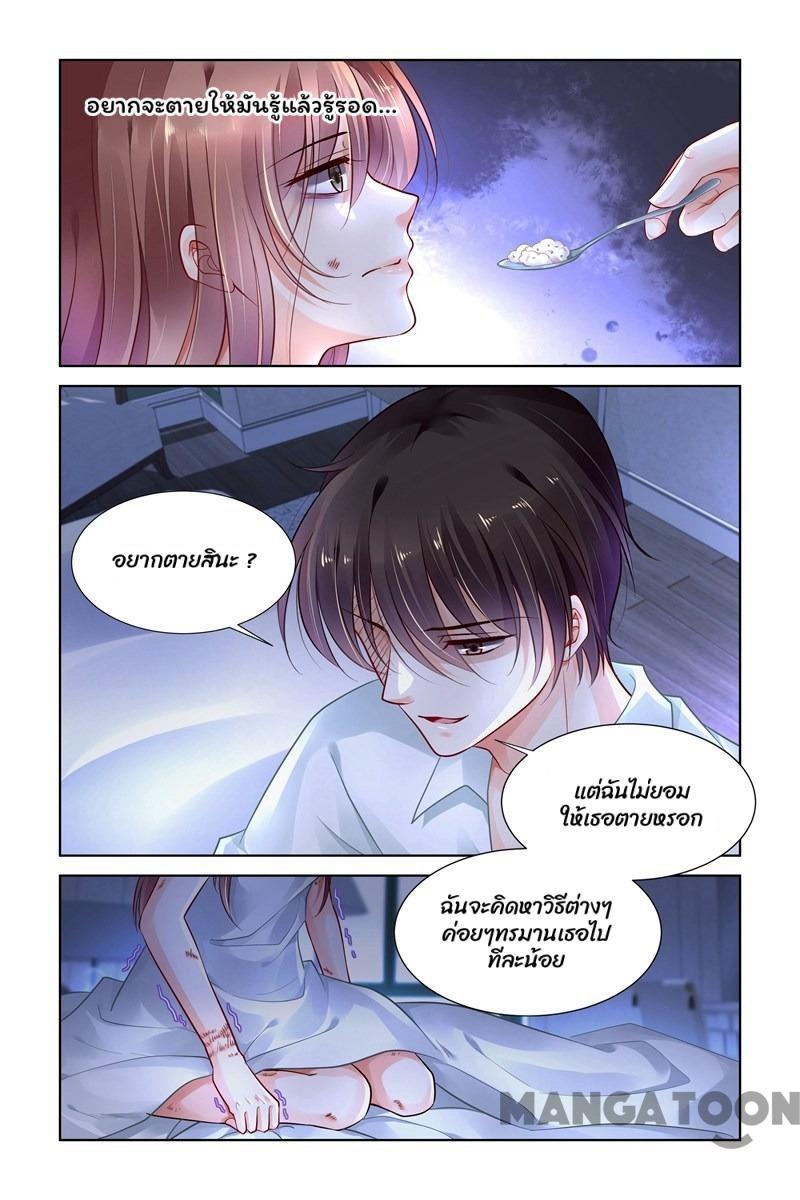 อยากจะตายให้มันรู้แล้วรู้รอด...
อยากตายสินะ ?
แต่ฉันไม่ยอม
ให้เธอตายหรอก
ฉันจะคิดหาวิธีต่างๆ
ค่อยๆทรมานเธอไป
ทีละน้อย
MANGATOON